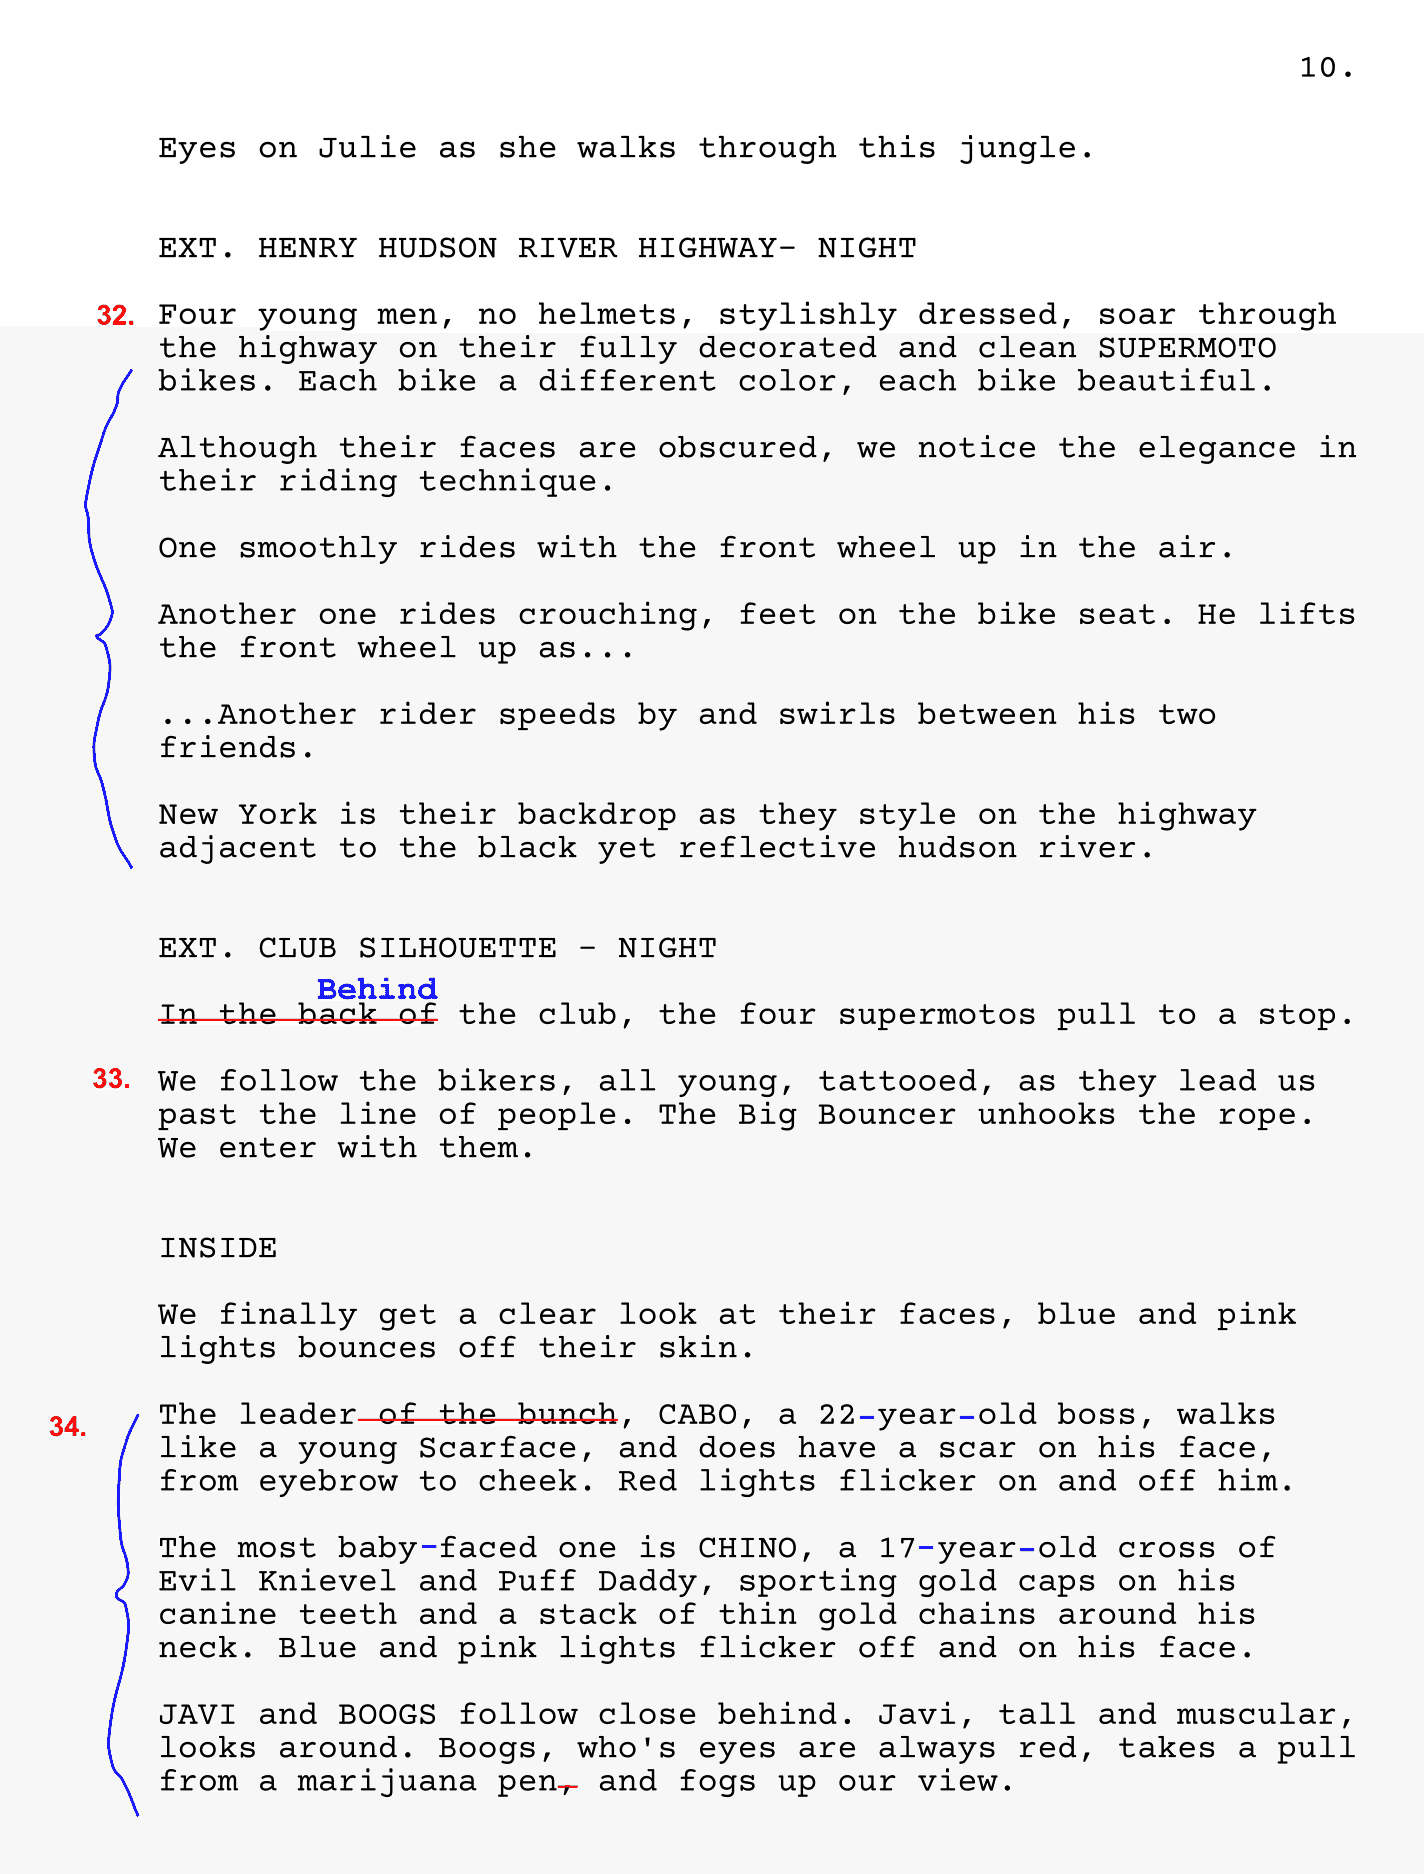 10.
Eyes on Julie as she walks through this jungle.
EXT. HENRY HUDSON RIVER HIGHWAY- NIGHT
32. Four young men, no helmets, stylishly dressed, soar through
the highway on their fully decorated and clean SUPERMOTO
bikes. Each bike a different color, each bike beautiful.
Although their faces are obscured, we notice the elegance in
their riding technique.
One smoothly rides with the front wheel up in the air.
Another one rides crouching, feet on the bike seat. He lifts
the front wheel up as...
...Another rider speeds by and swirls between his two
friends.
New York is their backdrop as they style on the highway
adjacent to the black yet reflective hudson river.
EXT. CLUB SILHOUETTE - NIGHT
Behind
In the back of the club, the four supermotos pull to a stop.
33. We follow the bikers, all young, tattooed, as they lead us
past the line of people. The Big Bouncer unhooks the rope.
We enter with them.
INSIDE
We finally get a clear look at their faces, blue and pink
lights bounces off their skin.
34. The leader of the bunch, CABO, a 22-year-old boss, walks
like a young Scarface, and does have a scar on his face,
from eyebrow to cheek. Red lights flicker on and off him.
The most baby-faced one is CHINO, a 17-year-old cross of
Evil Knievel and Puff Daddy, sporting gold caps on his
canine teeth and a stack of thin gold chains around his
neck. Blue and pink lights flicker off and on his face.
JAVI and BOOGS follow close behind. Javi, tall and muscular,
looks around. Boogs, who's eyes are always red, takes a pull
from a marijuana pen, and fogs up our view.